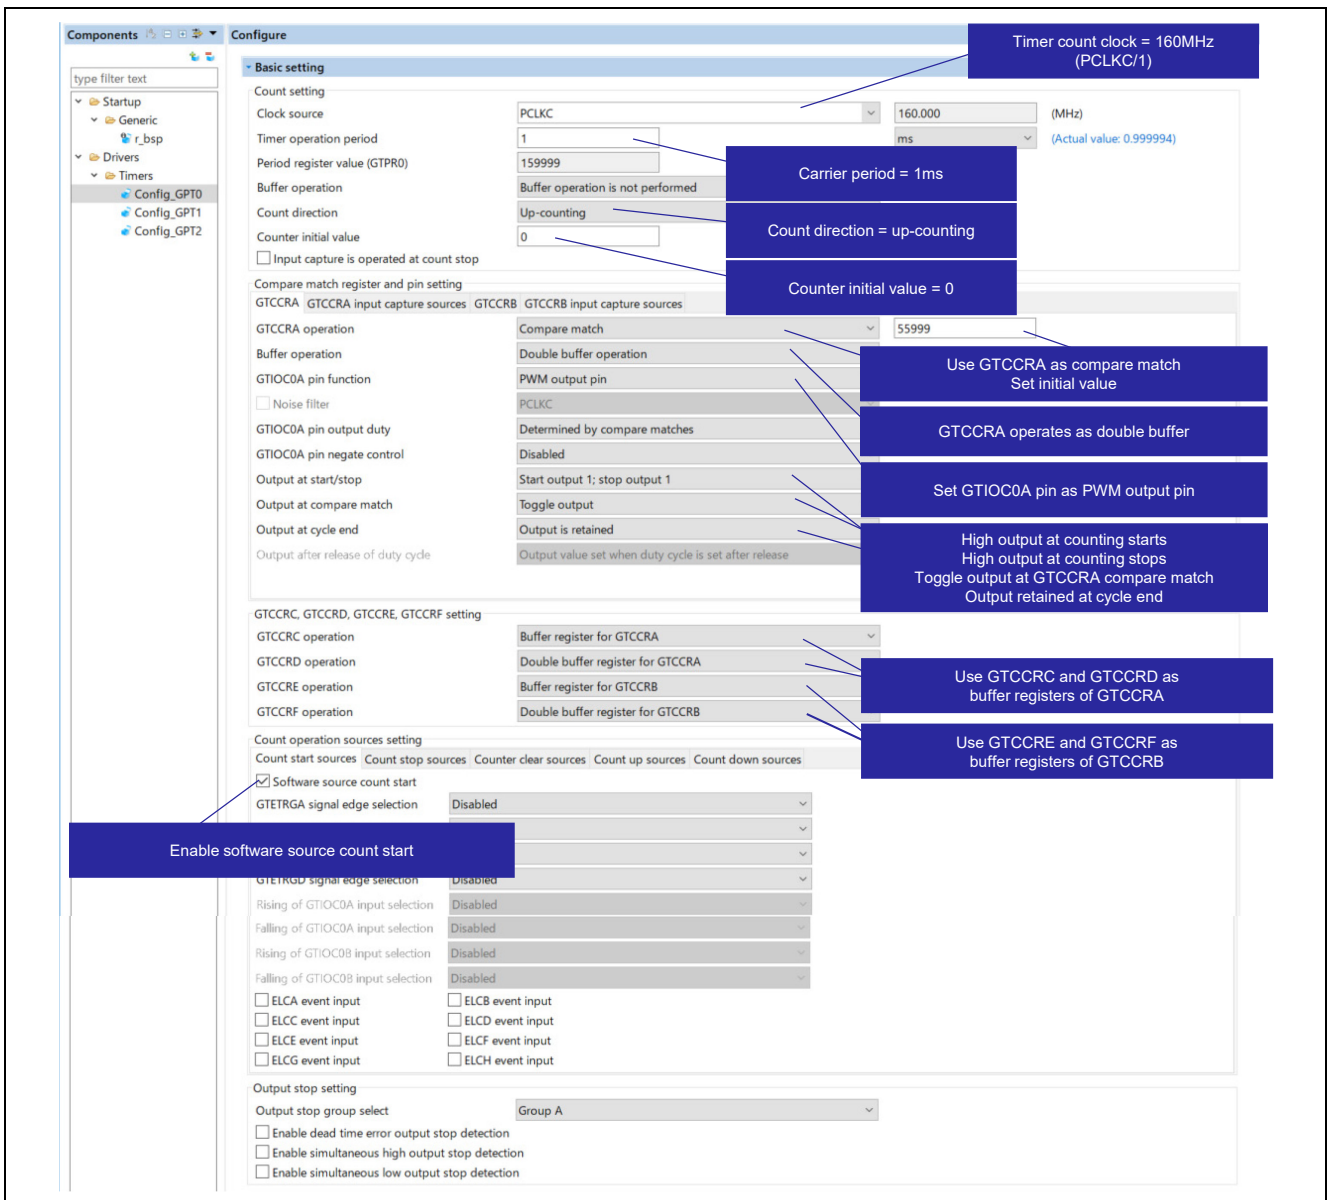 Components
Configure
Timer count clock = 160MHz
(PCLKC/1)
type filter text
Startup
Generic
r_bsp
Drivers
Timers
Config_GPT0
Config_GPT1
Config_GPT2
Basic setting
Count setting
Clock source PCLKC 160.000 (MHz)
Timer operation period 1 ms (Actual value: 0.999994)
Period register value (GTPR0) 159999
Buffer operation Buffer operation is not performed
Count direction Up-counting
Counter initial value 0
Input capture is operated at count stop
Carrier period = 1ms
Count direction = up-counting
Counter initial value = 0
Compare match register and pin setting
GTCCRA GTCCRA input capture sources GTCCRB GTCCRB input capture sources
GTCCRA operation Compare match 55999
Buffer operation Double buffer operation
GTIOC0A pin function PWM output pin
Noise filter PCLKC
GTIOC0A pin output duty Determined by compare matches
GTIOC0A pin negate control Disabled
Output at start/stop Start output 1; stop output 1
Output at compare match Toggle output
Output at cycle end Output is retained
Output after release of duty cycle Output value set when duty cycle is set after release
Use GTCCRA as compare match
Set initial value
GTCCRA operates as double buffer
Set GTIOC0A pin as PWM output pin
High output at counting starts
High output at counting stops
Toggle output at GTCCRA compare match
Output retained at cycle end
GTCCRC, GTCCRD, GTCCRE, GTCCRF setting
GTCCRC operation Buffer register for GTCCRA
GTCCRD operation Double buffer register for GTCCRA
GTCCRE operation Buffer register for GTCCRB
GTCCRF operation Double buffer register for GTCCRB
Use GTCCRC and GTCCRD as
buffer registers of GTCCRA
Use GTCCRE and GTCCRF as
buffer registers of GTCCRB
Count operation sources setting
Count start sources Count stop sources Counter clear sources Count up sources Count down sources
Software source count start
GTETRGA signal edge selection Disabled
Enable software source count start
GTETRGD signal edge selection Disabled
Rising of GTIOC0A input selection Disabled
Falling of GTIOC0A input selection Disabled
Rising of GTIOC0B input selection Disabled
Falling of GTIOC0B input selection Disabled
ELCA event input ELCB event input
ELCC event input ELCD event input
ELCE event input ELCF event input
ELCG event input ELCH event input
Output stop setting
Output stop group select Group A
Enable dead time error output stop detection
Enable simultaneous high output stop detection
Enable simultaneous low output stop detection